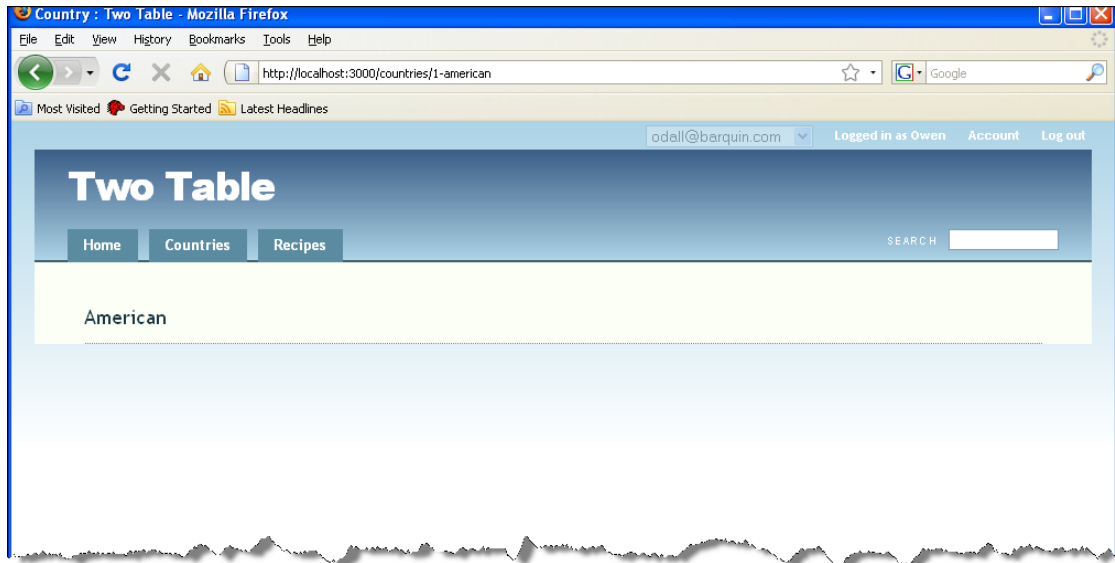 Country : Two Table - Mozilla Firefox
File Edit View History Bookmarks Tools Help
http://localhost:3000/countries/1-american
G Google
Most Visited Getting Started Latest Headlines
odall@barquin.com Logged in as Owen Account Log out
Two Table
Home Countries Recipes
SEARCH
American